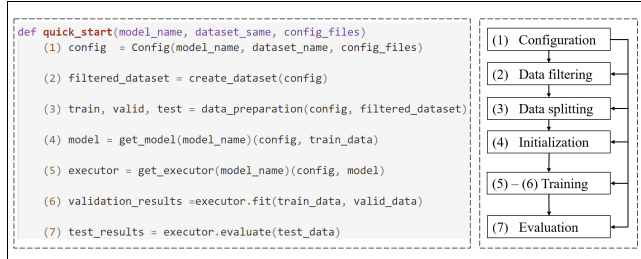 def quick_start(model_name, dataset_same, config_files)
(1) config = Config(model_name, dataset_name, config_files)
(2) filtered_dataset = create_dataset(config)
(3) train, valid, test = data_preparation(config, filtered_dataset)
(4) model = get_model(model_name)(config, train_data)
(5) executor = get_executor(model_name)(config, model)
(6) validation_results =executor.fit(train_data, valid_data)
(7) test_results = executor.evaluate(test_data)
(1) Configuration
(2) Data filtering
(3) Data splitting
(4) Initialization
(5) – (6) Training
(7) Evaluation